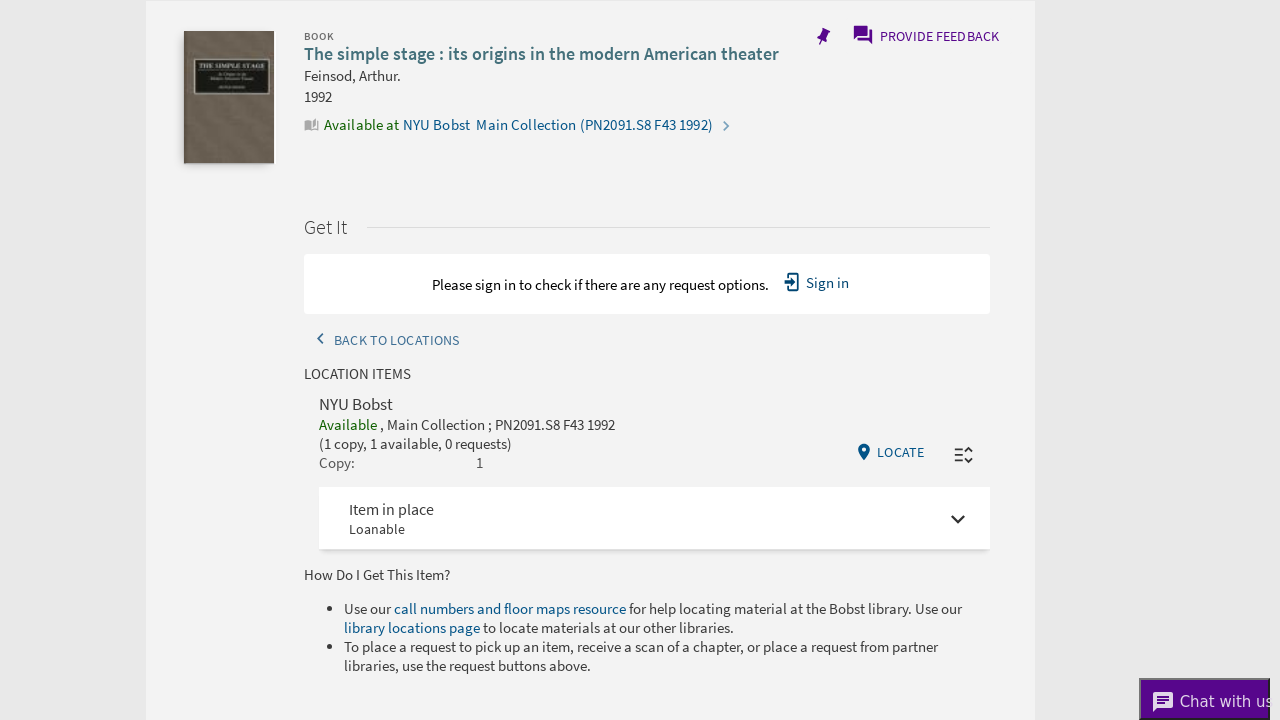 BOOK
The simple stage : its origins in the modern American theater
Feinsod, Arthur.
1992
Available at NYU Bobst Main Collection (PN2091.S8 F43 1992)
PROVIDE FEEDBACK
THE SIMPLE STAGE
Get It
Please sign in to check if there are any request options. Sign in
BACK TO LOCATIONS
LOCATION ITEMS
NYU Bobst
Available , Main Collection ; PN2091.S8 F43 1992
(1 copy, 1 available, 0 requests)
Copy: 1
LOCATE
Item in place
Loanable
How Do I Get This Item?
Use our call numbers and floor maps resource for help locating material at the Bobst library. Use our
library locations page to locate materials at our other libraries.
To place a request to pick up an item, receive a scan of a chapter, or place a request from partner
libraries, use the request buttons above.
Chat with us